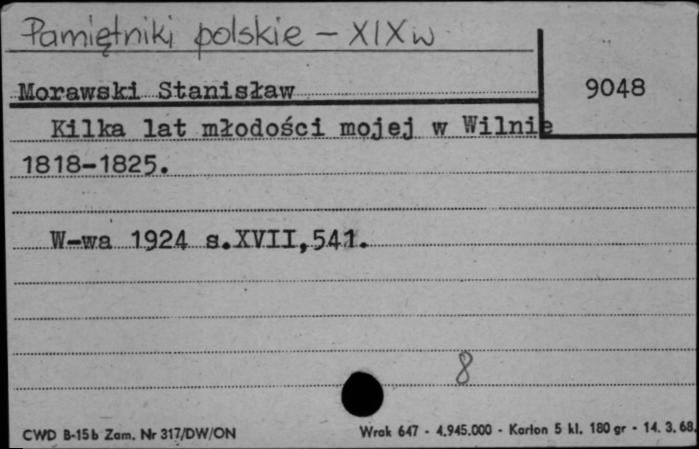 Pamiętniki polskie – XIX w
Morawski Stanisław
9048
Kilka lat młodości mojej w Wilnie
1818-1825.
W-wa 1924 s.XVII,541.
8
CWD B-15b Zam. Nr 317/DW/ON
Wrak 647 - 4.945.000 - Karton 5 kl. 180 gr - 14. 3. 68.